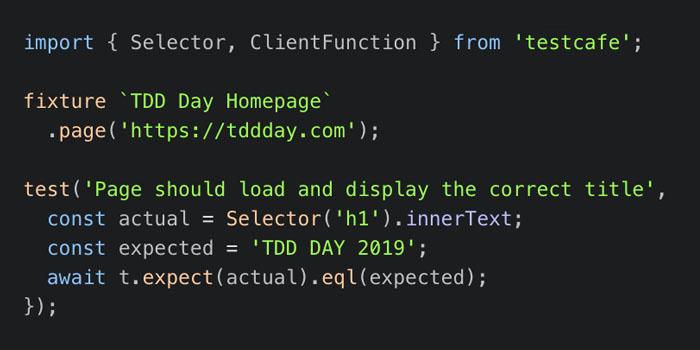 import { Selector, ClientFunction } from 'testcafe';
fixture `TDD Day Homepage`
.page('https://tddday.com');
test('Page should load and display the correct title',
const actual = Selector('h1').innerText;
const expected = 'TDD DAY 2019';
await t.expect(actual).eql(expected);
});